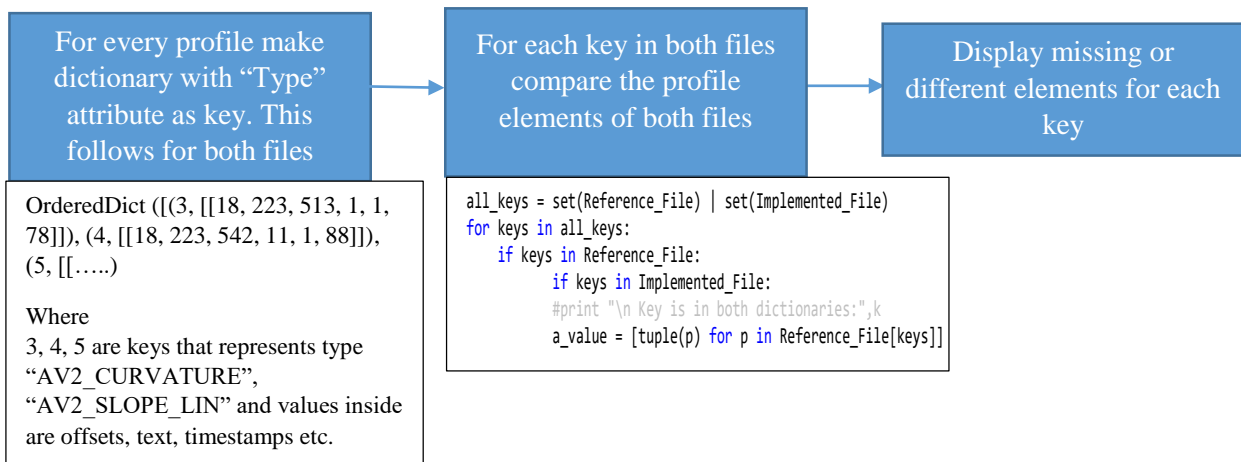 For every profile make
dictionary with “Type”
attribute as key. This
follows for both files
For each key in both files
compare the profile
elements of both files
Display missing or
different elements for each
key
OrderedDict ([(3, [[18, 223, 513, 1, 1,
78]]), (4, [[18, 223, 542, 11, 1, 88]]),
(5, [[…..)
Where
3, 4, 5 are keys that represents type
“AV2_CURVATURE”,
“AV2_SLOPE_LIN” and values inside
are offsets, text, timestamps etc.
all_keys = set(Reference_File) | set(Implemented_File)
for keys in all_keys:
    if keys in Reference_File:
        if keys in Implemented_File:
        #print "\n Key is in both dictionaries:",k
        a_value = [tuple(p) for p in Reference_File[keys]]